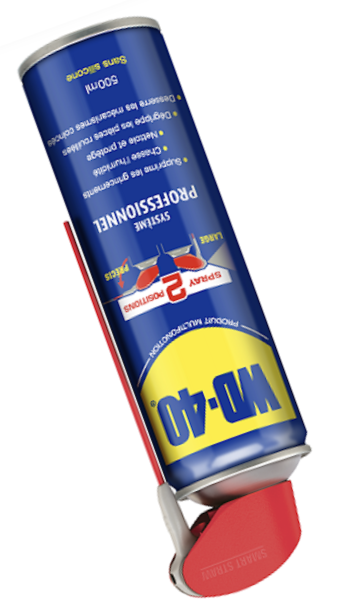 SMART STRAW
WD-40®
PRODUIT MULTIFONCTION
SPRAY 2 POSITIONS
LARGE
PRÉCIS
SYSTÈME
PROFESSIONNEL
• Supprime les grincements
• Chasse l'humidité
• Nettoie et protège
• Dégrippe les pièces rouillées
• Desserre les mécanismes coincés
500ml
Sans silicone